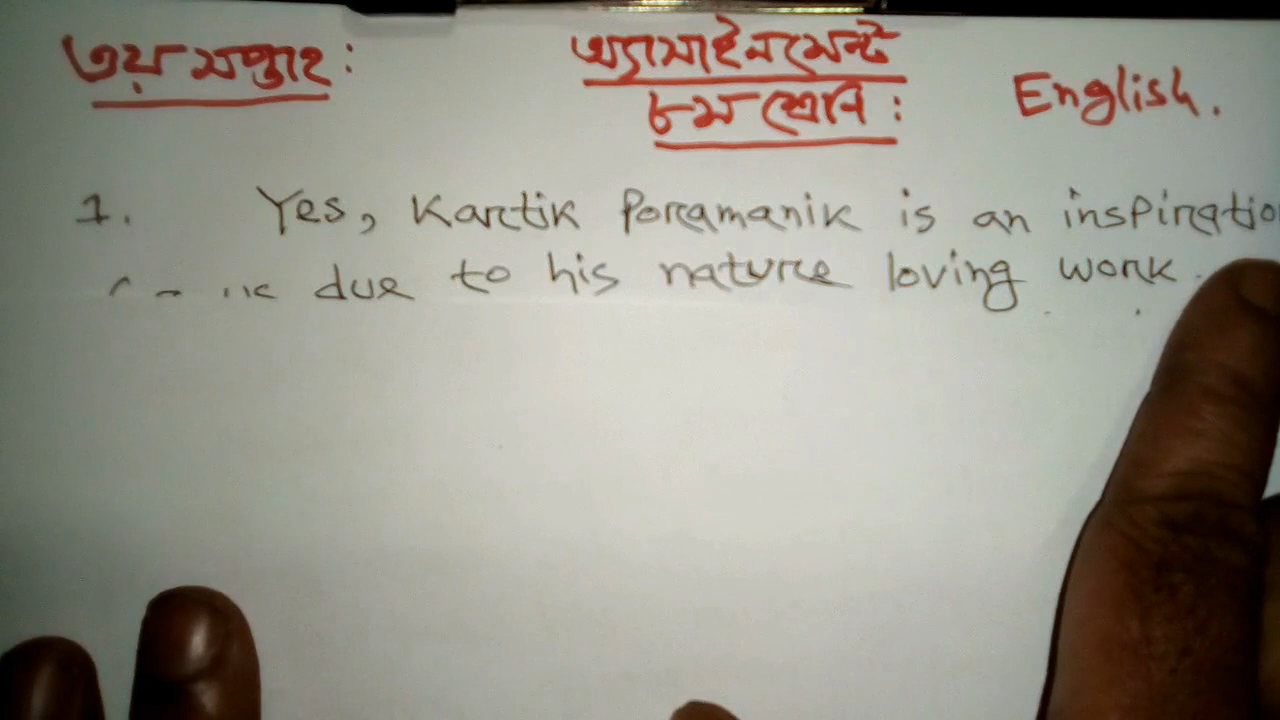 ৩য় সপ্তাহ :
অ্যাসাইনমেন্ট
৮ম শ্রেণি :
English.
1. Yes, Kartik Poramanik is an inspiratio
due to his nature loving work.